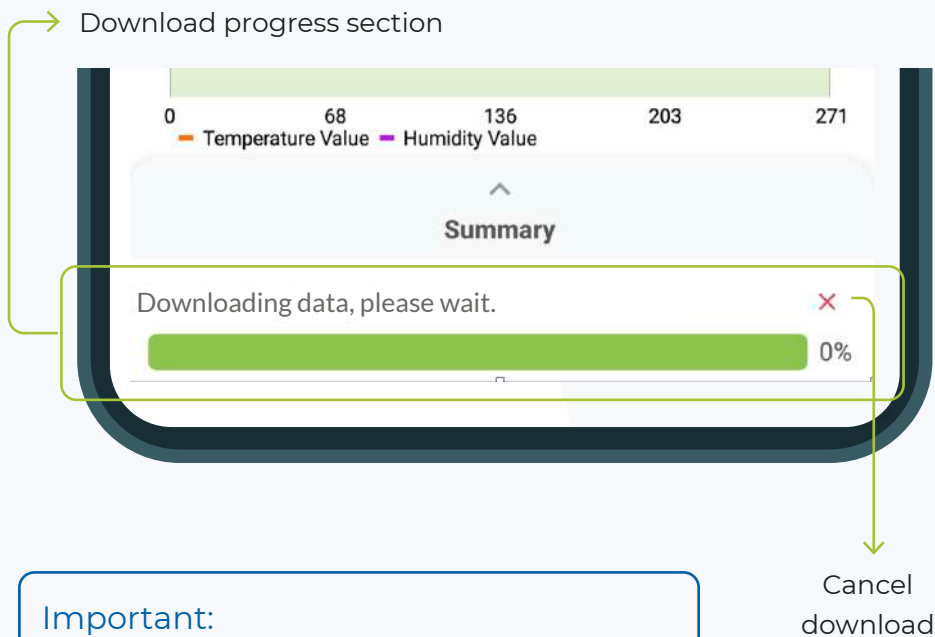 Download progress section
0 68 136 203 271
Temperature Value Humidity Value
Summary
Downloading data, please wait.
0%
Cancel
download
Important: